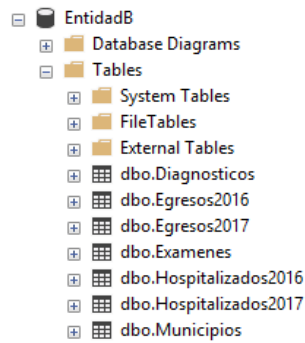 EntidadB
Database Diagrams
Tables
System Tables
FileTables
External Tables
dbo.Diagnosticos
dbo.Egresos2016
dbo.Egresos2017
dbo.Examenes
dbo.Hospitalizados2016
dbo.Hospitalizados2017
dbo.Municipios